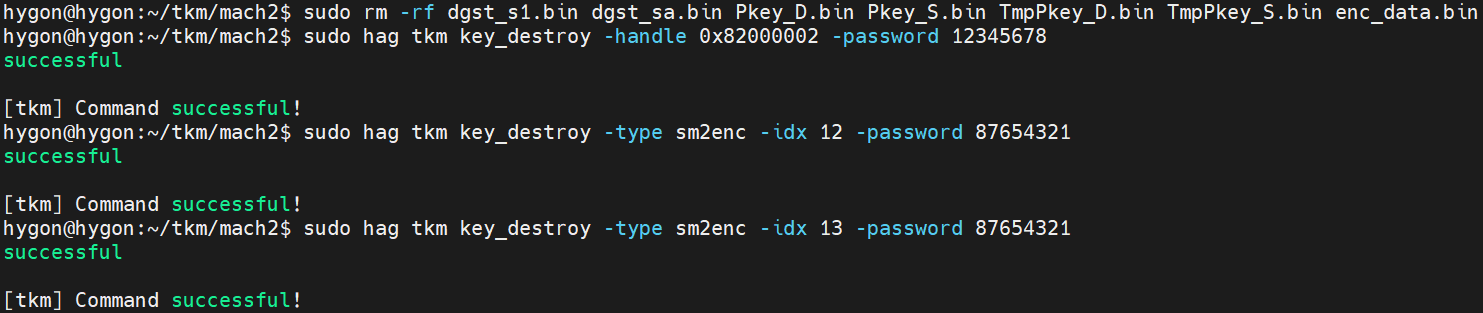 hygon@hygon:~/tkm/mach2$ sudo rm -rf dgst_s1.bin dgst_sa.bin Pkey_D.bin Pkey_S.bin TmpPkey_D.bin TmpPkey_S.bin enc_data.bin
hygon@hygon:~/tkm/mach2$ sudo hag tkm key_destroy -handle 0x82000002 -password 12345678
successful
[tkm] Command successful!
hygon@hygon:~/tkm/mach2$ sudo hag tkm key_destroy -type sm2enc -idx 12 -password 87654321
successful
[tkm] Command successful!
hygon@hygon:~/tkm/mach2$ sudo hag tkm key_destroy -type sm2enc -idx 13 -password 87654321
successful
[tkm] Command successful!